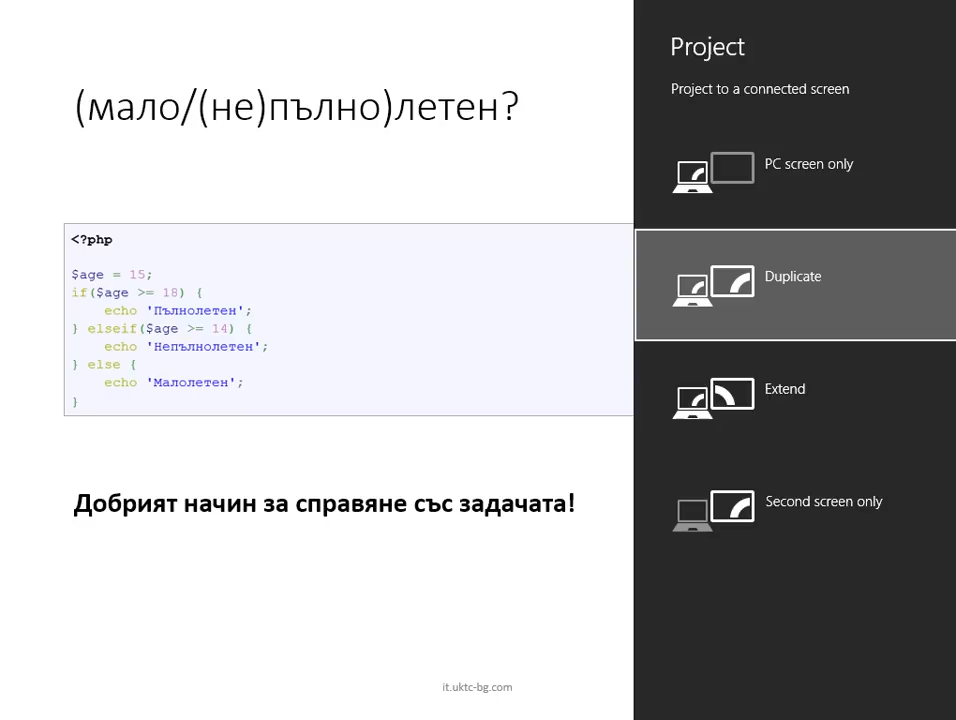 (мало/(не)пълно)летен?
<?php
$age = 15;
if($age >= 18) {
    echo 'Пълнолетен';
} elseif($age >= 14) {
    echo 'Непълнолетен';
} else {
    echo 'Малолетен';
}
Добрият начин за справяне със задачата!
it.uktc-bg.com
Project
Project to a connected screen
PC screen only
Duplicate
Extend
Second screen only